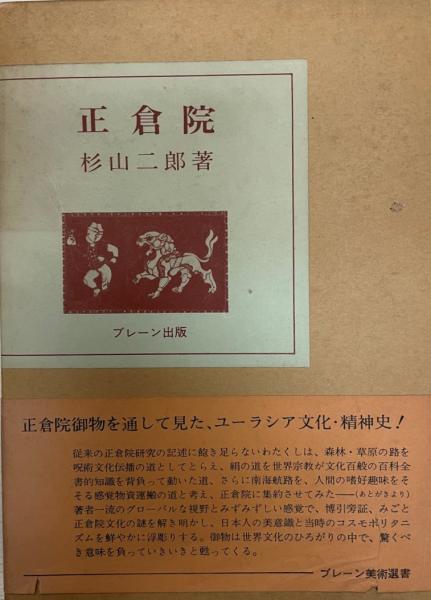 正倉院
杉山二郎著
ブレーン出版
正倉院御物を通して見た、ユーラシア文化・精神史!
従来の正倉院研究の記述に飽き足らないわたくしは、森林・草原の路を
呪術文化伝播の道としてとらえ、絹の道を世界宗教が文化百般の百科全
書的知識を背負って動いた道、さらに南海航路を、人間の嗜好趣味をそ
そる感覚物資運搬の道と考え、正倉院に集約させてみた——(あとがきより)
著者一流のグローバルな視野とみずみずしい感覚で、博引旁証、みごと
正倉院文化の謎を解き明かし、日本人の美意識と当時のコスモポリタニ
ズムを鮮やかに浮彫りする。御物は世界文化のひろがりの中で、驚くべ
き意味を負っていきいきと甦ってくる。
ブレーン美術選書